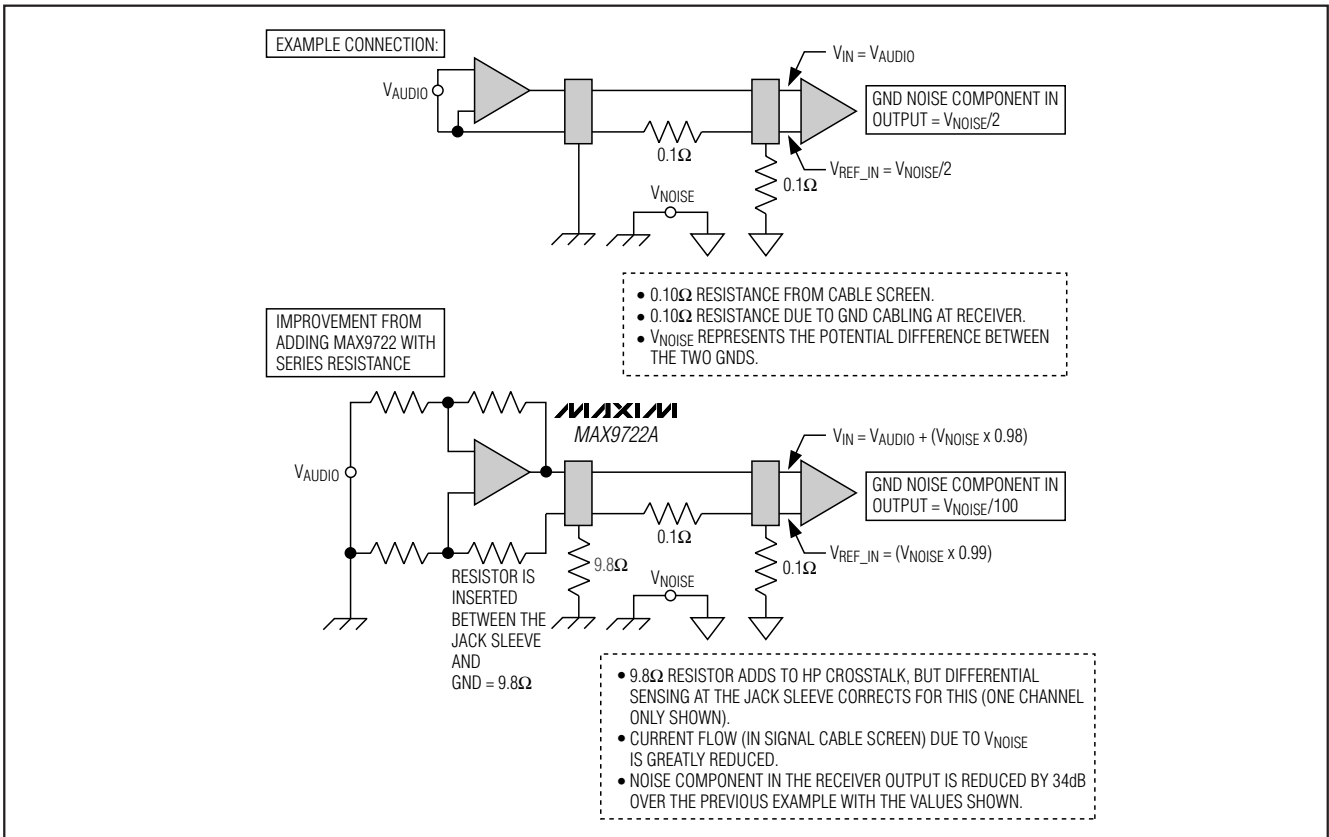 EXAMPLE CONNECTION:
VAUDIO
VIN = VAUDIO
GND NOISE COMPONENT IN
OUTPUT = VNOISE/2
0.1Ω
VREF_IN = VNOISE/2
0.1Ω
VNOISE
• 0.10Ω RESISTANCE FROM CABLE SCREEN.
• 0.10Ω RESISTANCE DUE TO GND CABLING AT RECEIVER.
• VNOISE REPRESENTS THE POTENTIAL DIFFERENCE BETWEEN
THE TWO GNDS.
IMPROVEMENT FROM
ADDING MAX9722 WITH
SERIES RESISTANCE
MAXIM
MAX9722A
VAUDIO
VIN = VAUDIO + (VNOISE x 0.98)
GND NOISE COMPONENT IN
OUTPUT = VNOISE/100
0.1Ω
VREF_IN = (VNOISE x 0.99)
9.8Ω
0.1Ω
VNOISE
RESISTOR IS
INSERTED
BETWEEN THE
JACK SLEEVE
AND
GND = 9.8Ω
• 9.8Ω RESISTOR ADDS TO HP CROSSTALK, BUT DIFFERENTIAL
SENSING AT THE JACK SLEEVE CORRECTS FOR THIS (ONE CHANNEL
ONLY SHOWN).
• CURRENT FLOW (IN SIGNAL CABLE SCREEN) DUE TO VNOISE
IS GREATLY REDUCED.
• NOISE COMPONENT IN THE RECEIVER OUTPUT IS REDUCED BY 34dB
OVER THE PREVIOUS EXAMPLE WITH THE VALUES SHOWN.